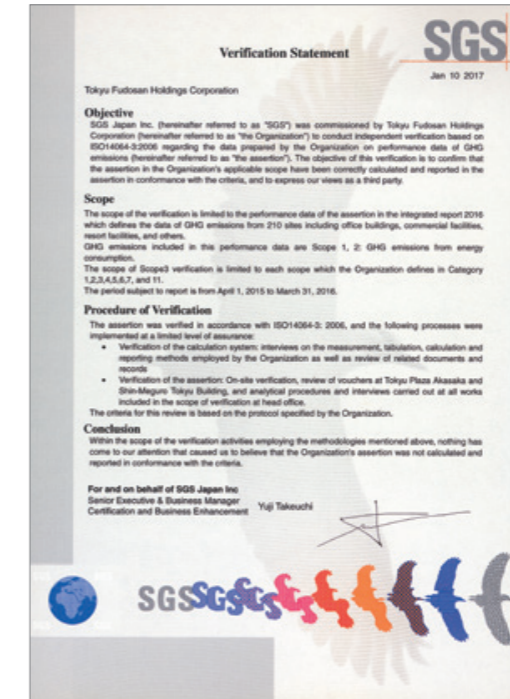 SGS
Verification Statement
Jan 10 2017
Tokyu Fudosan Holdings Corporation
Objective
SGS Japan Inc. (hereinafter referred to as "SGS") was commissioned by Tokyu Fudosan Holdings
Corporation (hereinafter referred to as "the Organization") to conduct independent verification based on
ISO14064-3:2006 regarding the data prepared by the Organization on performance data of GHG
emissions (hereinafter referred to as "the assertion"). The objective of this verification is to confirm that
the assertion in the Organization's applicable scope have been correctly calculated and reported in the
assertion in conformance with the criteria, and to express our views as a third party.
Scope
The scope of the verification is limited to the performance data of the assertion in the integrated report 2016
which defines the data of GHG emissions from 210 sites including office buildings, commercial facilities,
resort facilities, and others.
GHG emissions included in this performance data are Scope 1, 2: GHG emissions from energy
consumption.
The scope of Scope3 verification is limited to each scope which the Organization defines in Category
1,2,3,4,5,6,7, and 11.
The period subject to report is from April 1, 2015 to March 31, 2016.
Procedure of Verification
The assertion was verified in accordance with ISO14064-3: 2006, and the following processes were
implemented at a limited level of assurance:
• Verification of the calculation system: interviews on the measurement, tabulation, calculation and
reporting methods employed by the Organization as well as review of related documents and
records
• Verification of the assertion: On-site verification, review of vouchers at Tokyu Plaza Akasaka and
Shin-Meguro Tokyu Building, and analytical procedures and interviews carried out at all works
included in the scope of verification at head office.
The criteria for this review is based on the protocol specified by the Organization.
Conclusion
Within the scope of the verification activities employing the methodologies mentioned above, nothing has
come to our attention that caused us to believe that the Organization's assertion was not calculated and
reported in conformance with the criteria.
For and on behalf of SGS Japan Inc
Senior Executive & Business Manager
Certification and Business Enhancement
Yuji Takeuchi
SGSSGSSGS